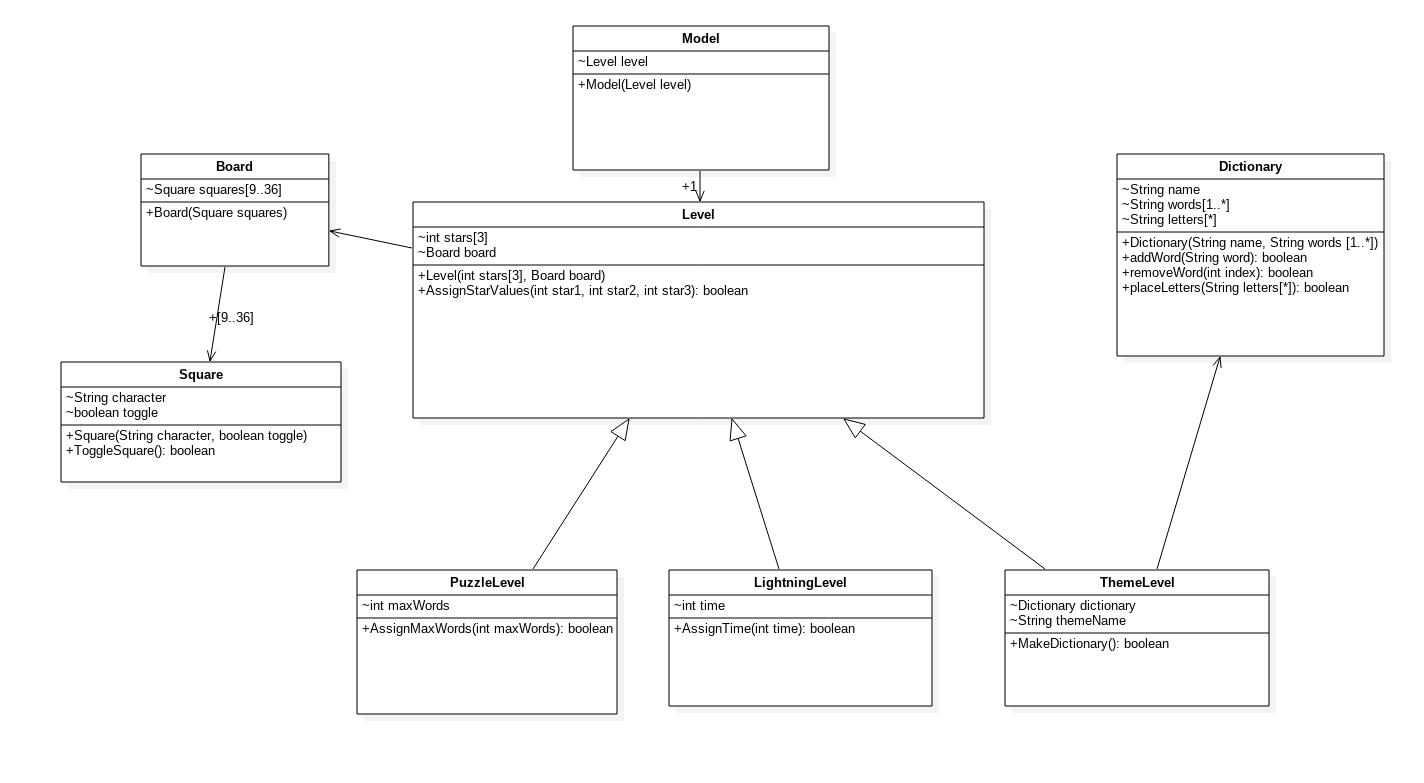 Model
~Level level
+Model(Level level)
Board
~Square squares[9..36]
+Board(Square squares)
Dictionary
~String name
~String words[1..*]
~String letters[*]
+Dictionary(String name, String words [1..*])
+addWord(String word): boolean
+removeWord(int index): boolean
+placeLetters(String letters[*]): boolean
+1
Level
~int stars[3]
~Board board
+Level(int stars[3], Board board)
+AssignStarValues(int star1, int star2, int star3): boolean
+[9..36]
Square
~String character
~boolean toggle
+Square(String character, boolean toggle)
+ToggleSquare(): boolean
PuzzleLevel
~int maxWords
+AssignMaxWords(int maxWords): boolean
LightningLevel
~int time
+AssignTime(int time): boolean
ThemeLevel
~Dictionary dictionary
~String themeName
+MakeDictionary(): boolean